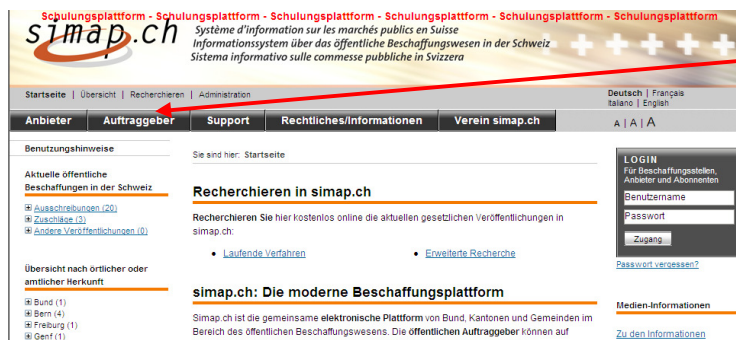 Schulungsplattform - Schulungsplattform - Schulungsplattform - Schulungsplattform - Schulungsplattform - Schulungsplattform
simap.ch
Système d'information sur les marchés publics en Suisse
Informationssystem über das öffentliche Beschaffungswesen in der Schweiz
Sistema informativo sulle commesse pubbliche in Svizzera
Startseite | Übersicht | Recherchieren | Administration
Deutsch | Français
Italiano | English
Anbieter Auftraggeber Support Rechtliches/Informationen Verein simap.ch
A | A | A
Benutzungshinweise
Aktuelle öffentliche
Beschaffungen in der Schweiz
Ausschreibungen (20)
Zuschläge (3)
Andere Veröffentlichungen (0)
Übersicht nach örtlicher oder
amtlicher Herkunft
Bund (1)
Bern (4)
Freiburg (1)
Genf (1)
Sie sind hier: Startseite
Recherchieren in simap.ch
Recherchieren Sie hier kostenlos online die aktuellen gesetzlichen Veröffentlichungen in
simap.ch:
• Laufende Verfahren
• Erweiterte Recherche
simap.ch: Die moderne Beschaffungsplattform
Simap.ch ist die gemeinsame elektronische Plattform von Bund, Kantonen und Gemeinden im
Bereich des öffentlichen Beschaffungswesens. Die öffentlichen Auftraggeber können auf
LOGIN
Für Beschaffungsstellen,
Anbieter und Abonnenten
Benutzername
Passwort
Zugang
Passwort vergessen?
Medien-Informationen
Zu den Informationen